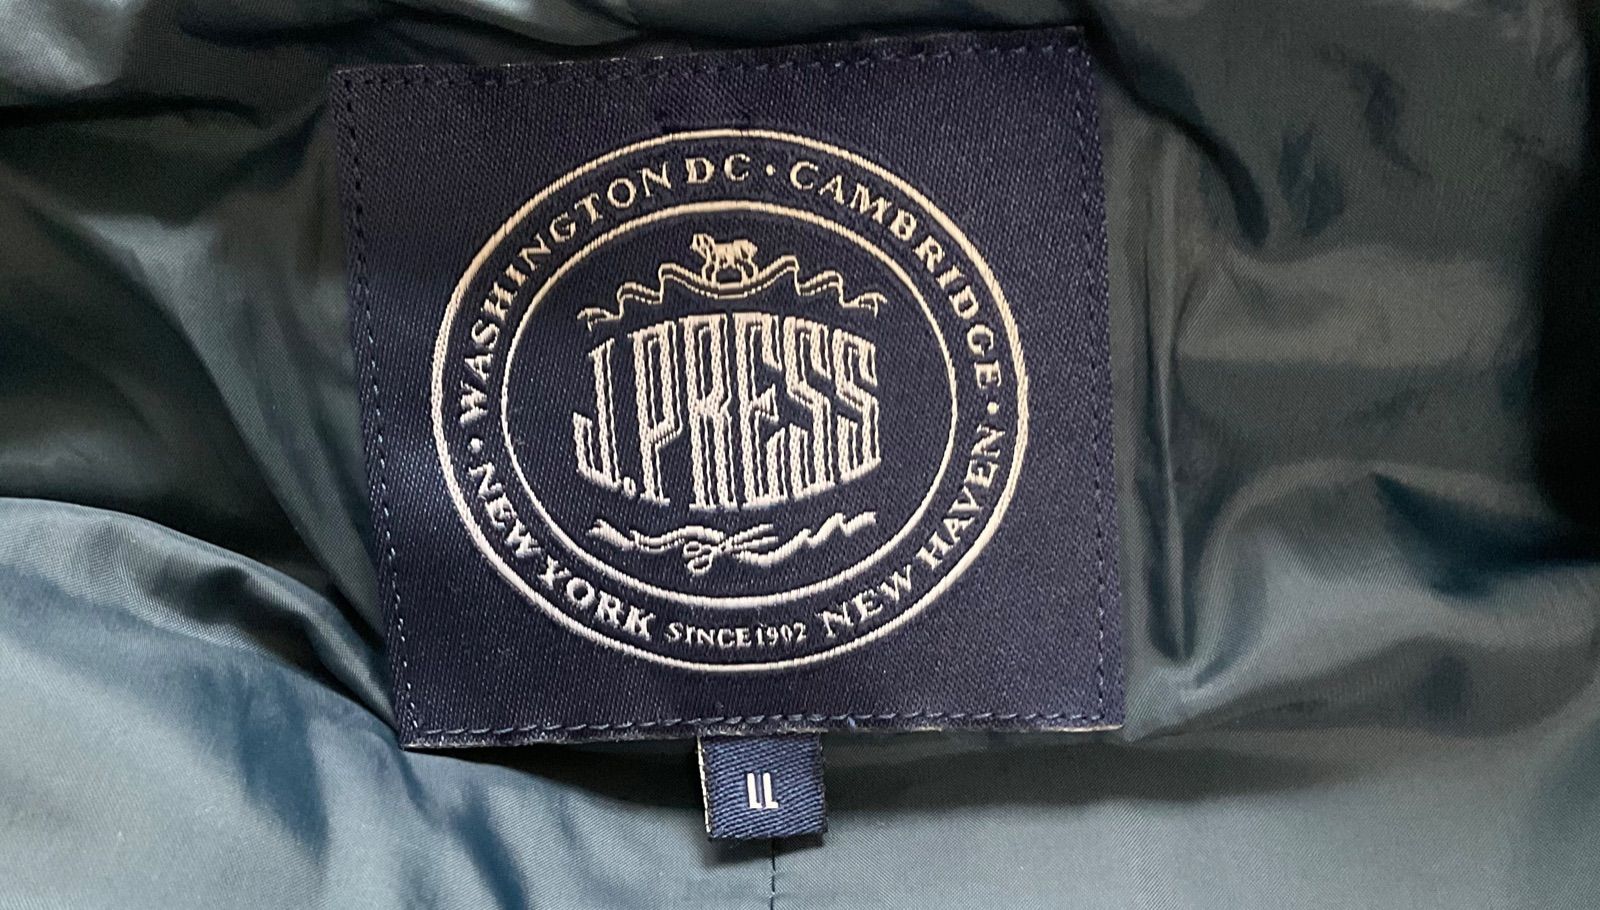 WASHINGTON DC · CAMBRIDGE ·
J.PRESS
· NEW YORK SINCE 1902 NEW HAVEN
LL